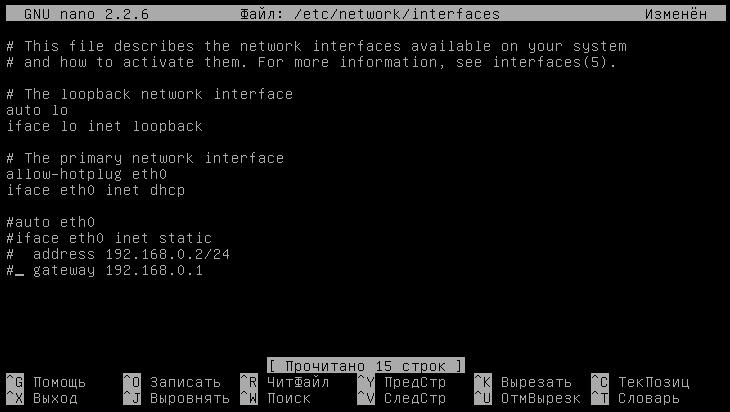 GNU nano 2.2.6 Файл: /etc/network/interfaces Изменён
# This file describes the network interfaces available on your system
# and how to activate them. For more information, see interfaces(5).
# The loopback network interface
auto lo
iface lo inet loopback
# The primary network interface
allow-hotplug eth0
iface eth0 inet dhcp
#auto eth0
#iface eth0 inet static
#  address 192.168.0.2/24
#_ gateway 192.168.0.1
[ Прочитано 15 строк ]
^G Помощь ^O Записать ^R ЧитФайл ^Y ПредСтр ^K Вырезать ^C ТекПозиц
^X Выход ^J Выровнять ^W Поиск ^V СледСтр ^U ОтмВырезк ^T Словарь